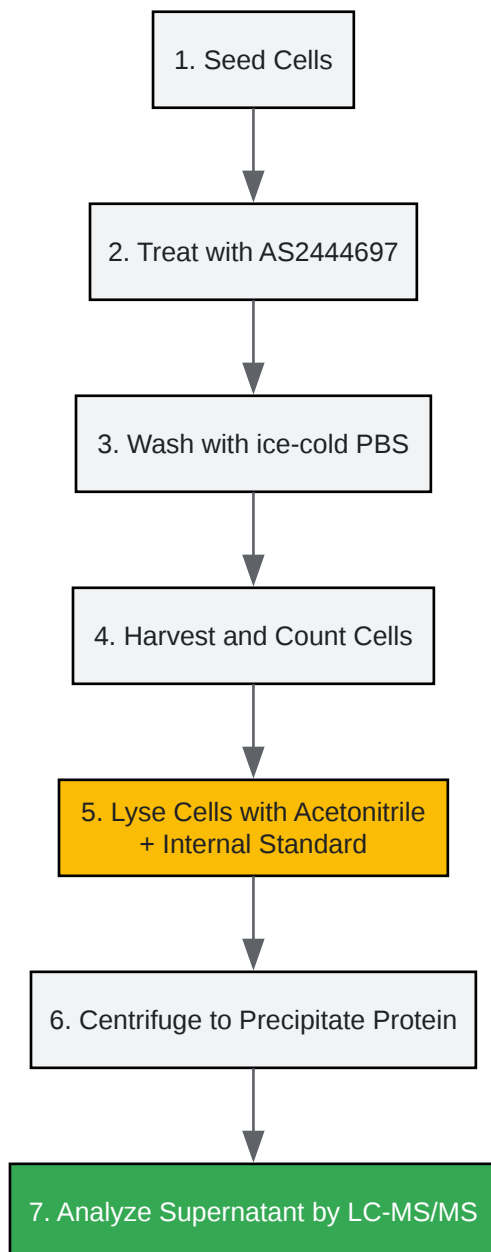 1. Seed Cells
2. Treat with AS2444697
3. Wash with ice-cold PBS
4. Harvest and Count Cells
5. Lyse Cells with Acetonitrile
+ Internal Standard
6. Centrifuge to Precipitate Protein
7. Analyze Supernatant by LC-MS/MS